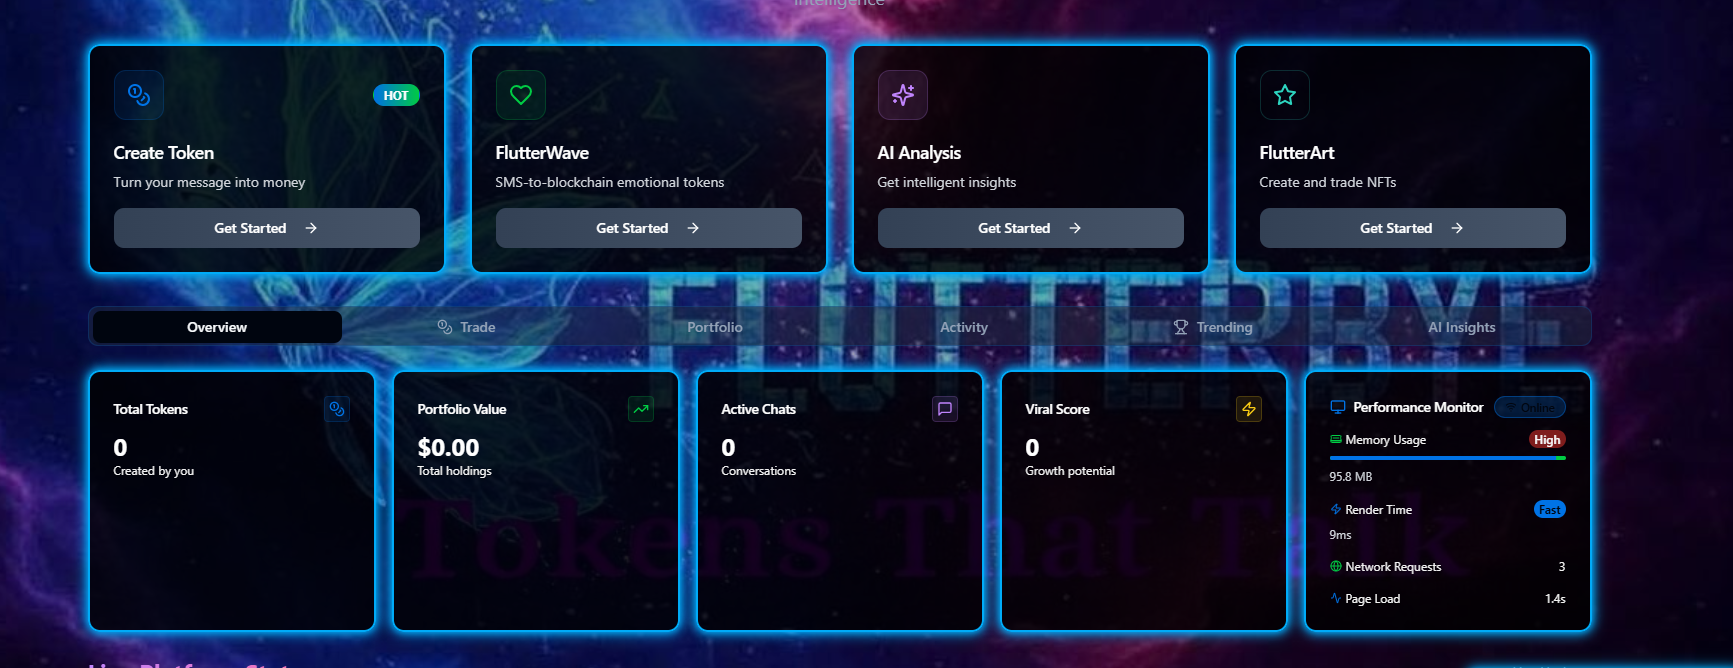 Intelligence
HOT
Create Token
Turn your message into money
Get Started
FlutterWave
SMS-to-blockchain emotional tokens
Get Started
AI Analysis
Get intelligent insights
Get Started
FlutterArt
Create and trade NFTs
Get Started
FLUTTERBYE
Overview
Trade
Portfolio
Activity
Trending
AI Insights
Total Tokens
0
Created by you
Portfolio Value
$0.00
Total holdings
Active Chats
0
Conversations
Viral Score
0
Growth potential
Performance Monitor
Online
Memory Usage
High
95.8 MB
Render Time
Fast
9ms
Network Requests
3
Page Load
1.4s
Tokens That Talk